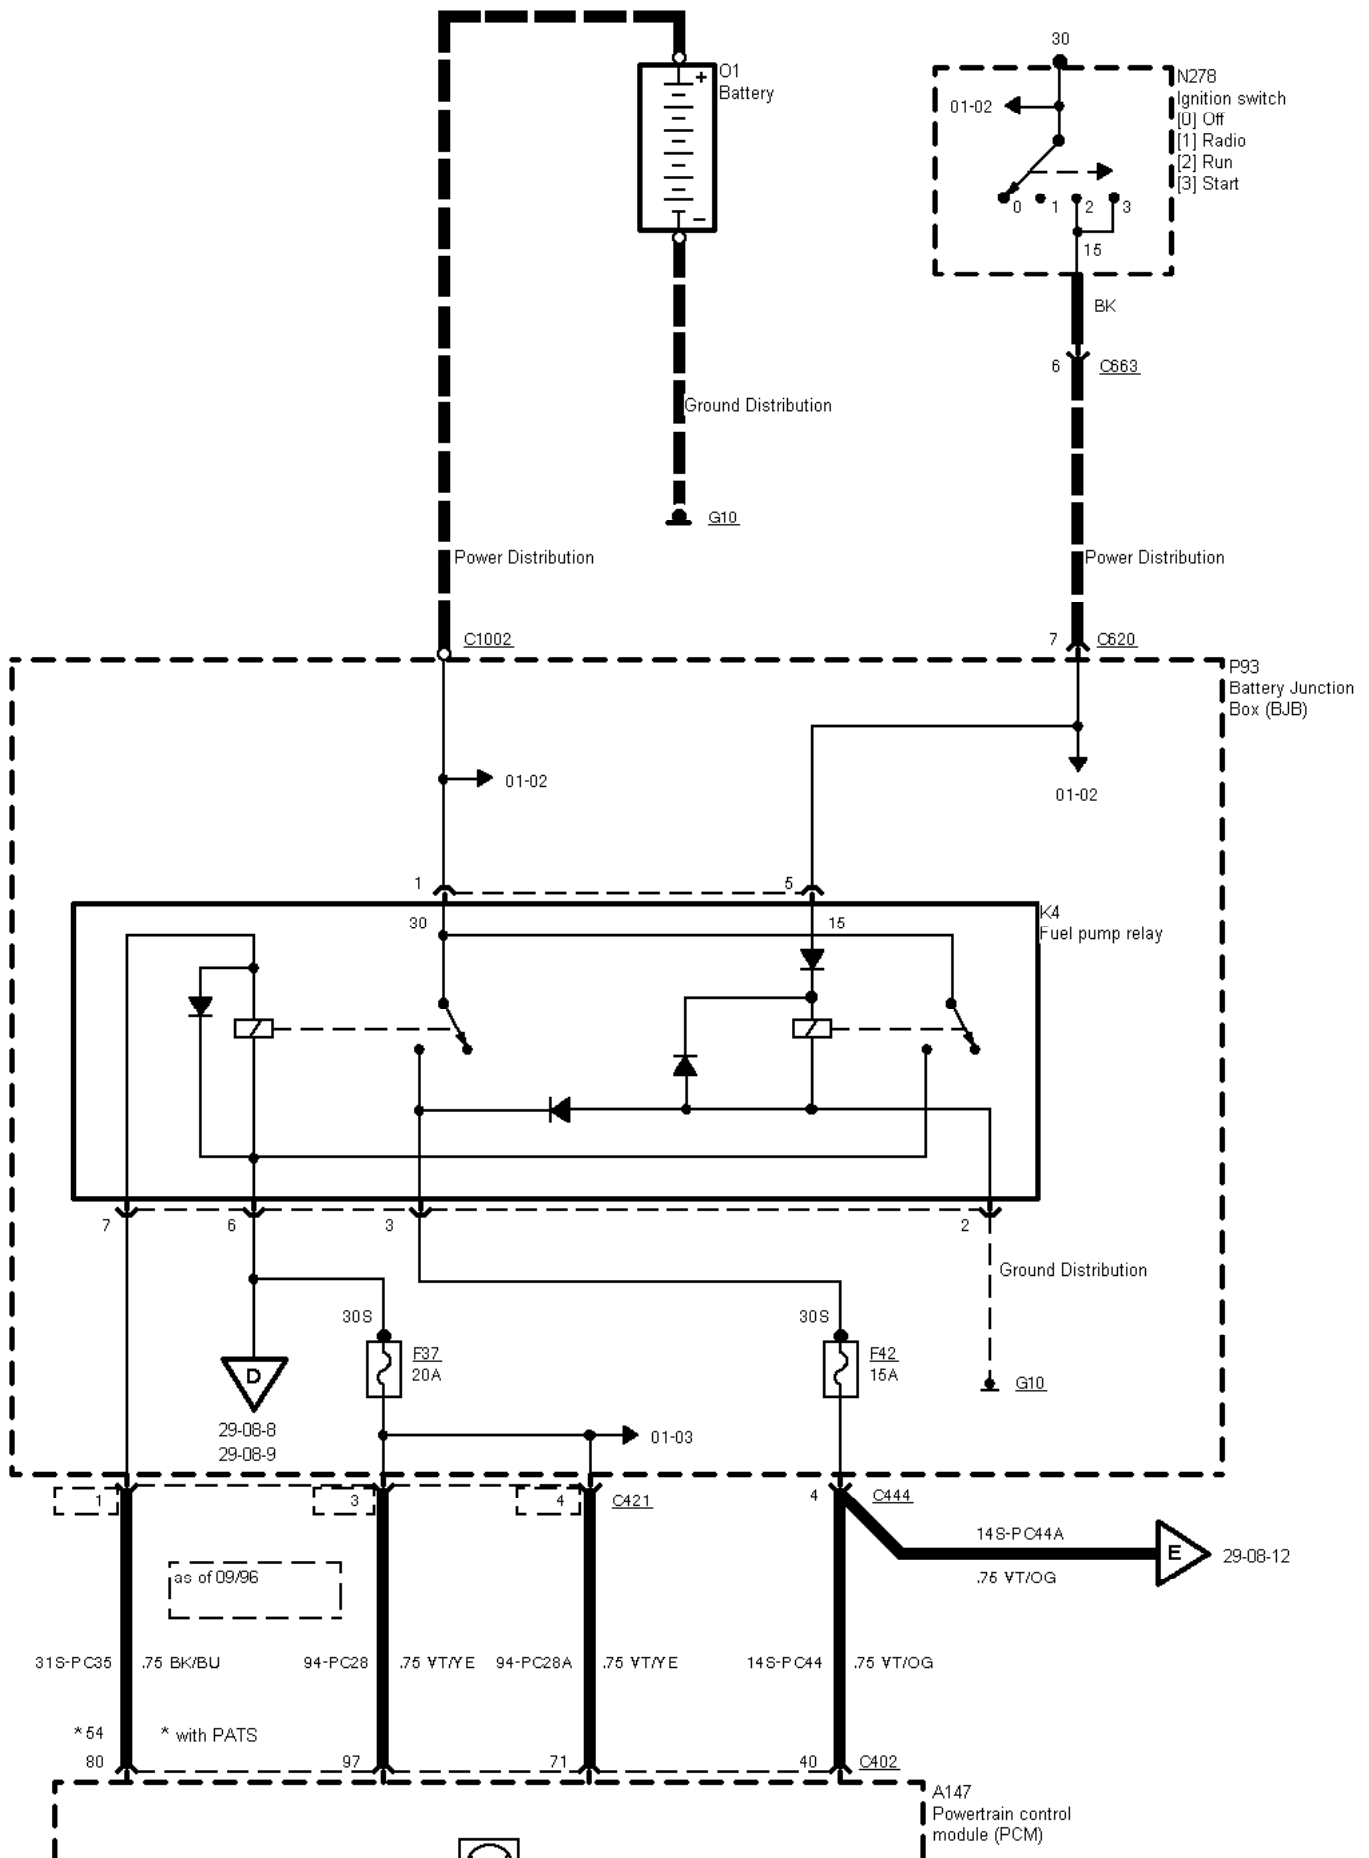 30
O1
Battery
+
−
N278
Ignition switch
[0] Off
[1] Radio
[2] Run
[3] Start
01-02
0 1 2 3
15
BK
6 C663
Ground Distribution
G10
Power Distribution
Power Distribution
C1002
7 C620
P93
Battery Junction
Box (BJB)
01-02
01-02
1 5
30 15
K4
Fuel pump relay
7 6 3 2
Ground Distribution
30S 30S
F37
20A
F42
15A
G10
D
29-08-8
29-08-9
01-03
1 3 4 C421 4 C444
14S-PC44A
.75 VT/OG
E
29-08-12
as of 09/96
31S-PC35 .75 BK/BU 94-PC28 .75 VT/YE 94-PC28A .75 VT/YE 14S-PC44 .75 VT/OG
*54 * with PATS
80 97 71 40 C402
A147
Powertrain control
module (PCM)